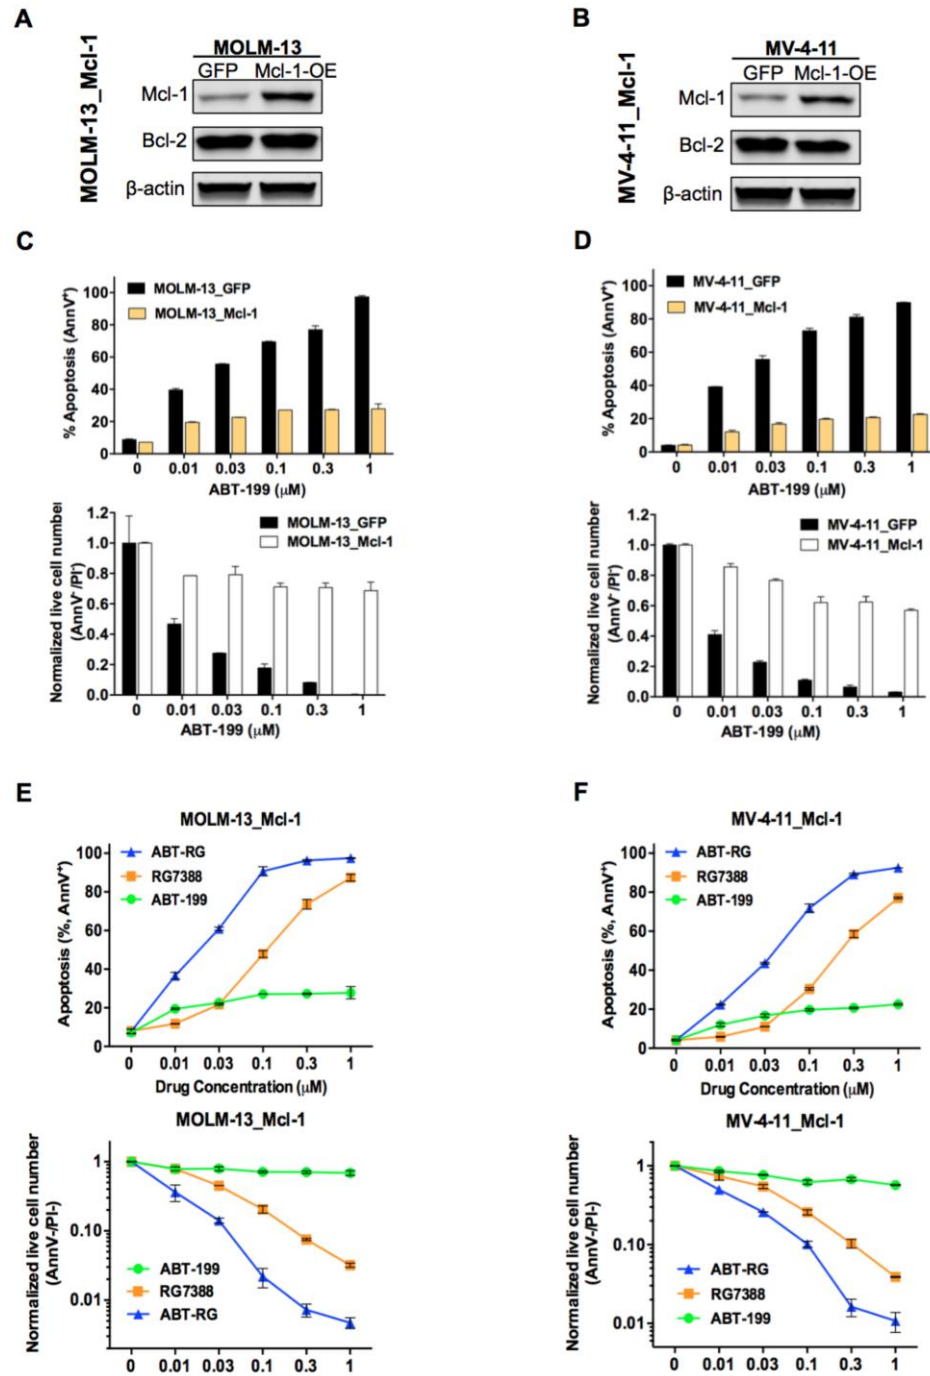 A
MOLM-13_Mcl-1
MOLM-13
GFP Mcl-1-OE
Mcl-1
Bcl-2
β-actin
B
MV-4-11_Mcl-1
MV-4-11
GFP Mcl-1-OE
Mcl-1
Bcl-2
β-actin
C
% Apoptosis (AnnV+)
MOLM-13_GFP
MOLM-13_Mcl-1
100
80
60
40
20
0
0 0.01 0.03 0.1 0.3 1
ABT-199 (μM)
Normalized live cell number
(AnnV-/PI-)
MOLM-13_GFP
MOLM-13_Mcl-1
1.2
1.0
0.8
0.6
0.4
0.2
0.0
0 0.01 0.03 0.1 0.3 1
ABT-199 (μM)
D
% Apoptosis (AnnV+)
MV-4-11_GFP
MV-4-11_Mcl-1
100
80
60
40
20
0
0 0.01 0.03 0.1 0.3 1
ABT-199 (μM)
Normalized live cell number
(AnnV-/PI-)
MV-4-11_GFP
MV-4-11_Mcl-1
1.2
1.0
0.8
0.6
0.4
0.2
0.0
0 0.01 0.03 0.1 0.3 1
ABT-199 (μM)
E
MOLM-13_Mcl-1
Apoptosis (%, AnnV+)
ABT-RG
RG7388
ABT-199
100
80
60
40
20
0
0 0.01 0.03 0.1 0.3 1
Drug Concentration (μM)
MOLM-13_Mcl-1
Normalized live cell number
(AnnV-/PI-)
1
0.10
0.01
ABT-199
RG7388
ABT-RG
0 0.01 0.03 0.1 0.3 1
F
MV-4-11_Mcl-1
Apoptosis (%, AnnV+)
ABT-RG
RG7388
ABT-199
100
80
60
40
20
0
0 0.01 0.03 0.1 0.3 1
Drug Concentration (μM)
MV-4-11_Mcl-1
Normalized live cell number
(AnnV-/PI-)
1
0.10
0.01
ABT-RG
RG7388
ABT-199
0 0.01 0.03 0.1 0.3 1